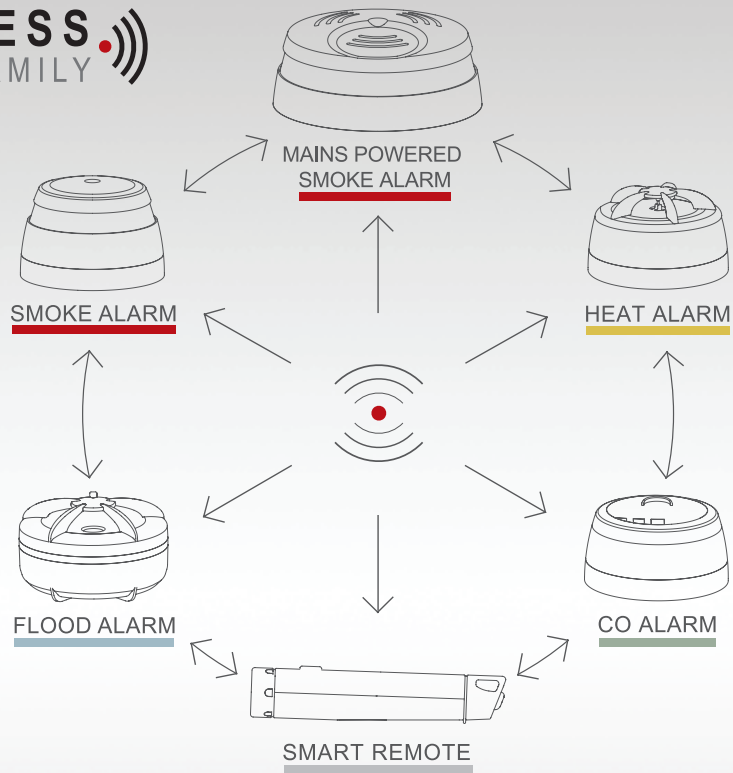 ESS
MILY
MAINS POWERED
SMOKE ALARM
SMOKE ALARM
HEAT ALARM
FLOOD ALARM
CO ALARM
SMART REMOTE